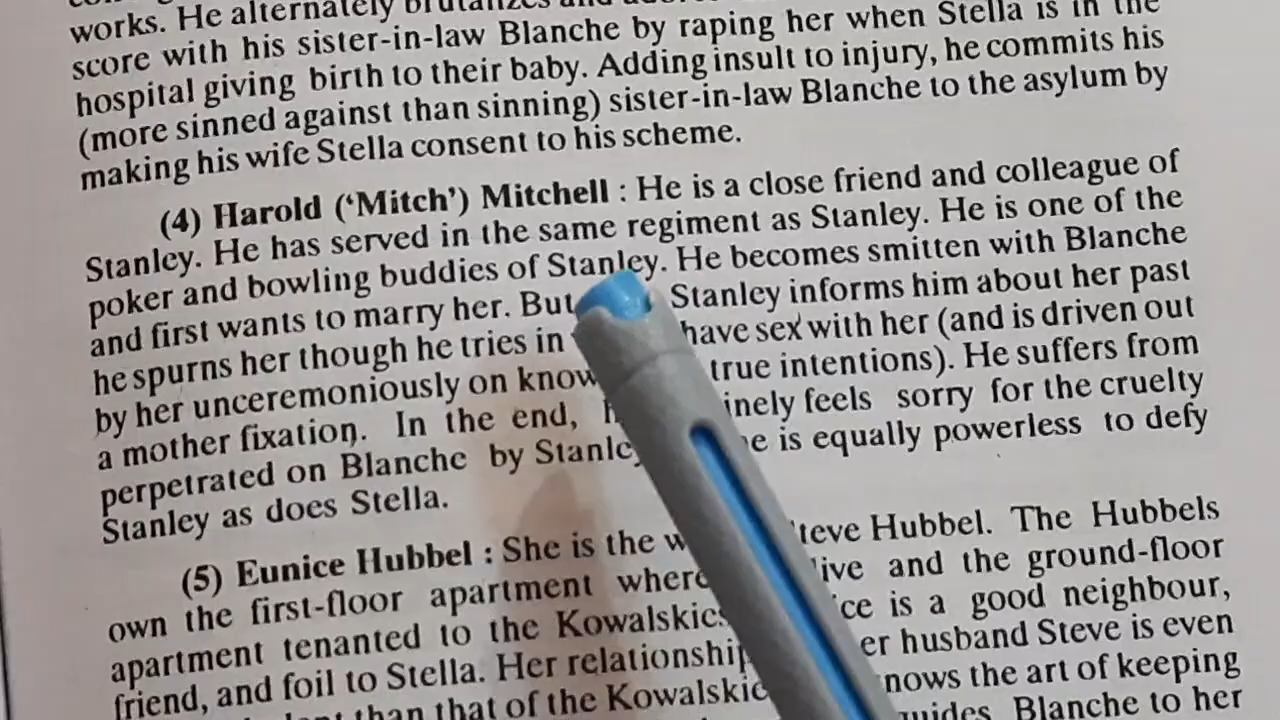 works. He alternately brutalizes and
score with his sister-in-law Blanche by raping her when Stella is in the
hospital giving birth to their baby. Adding insult to injury, he commits his
(more sinned against than sinning) sister-in-law Blanche to the asylum by
making his wife Stella consent to his scheme.
(4) Harold (‘Mitch’) Mitchell : He is a close friend and colleague of
Stanley. He has served in the same regiment as Stanley. He is one of the
poker and bowling buddies of Stanley. He becomes smitten with Blanche
and first wants to marry her. But Stanley informs him about her past
he spurns her though he tries in have sex with her (and is driven out
by her unceremoniously on know true intentions). He suffers from
a mother fixation. In the end, inely feels sorry for the cruelty
perpetrated on Blanche by Stanley e is equally powerless to defy
Stanley as does Stella.
(5) Eunice Hubbel : She is the w Steve Hubbel. The Hubbels
own the first-floor apartment where live and the ground-floor
apartment tenanted to the Kowalskies ice is a good neighbour,
friend, and foil to Stella. Her relationship er husband Steve is even
than that of the Kowalskie nows the art of keeping
guides Blanche to her